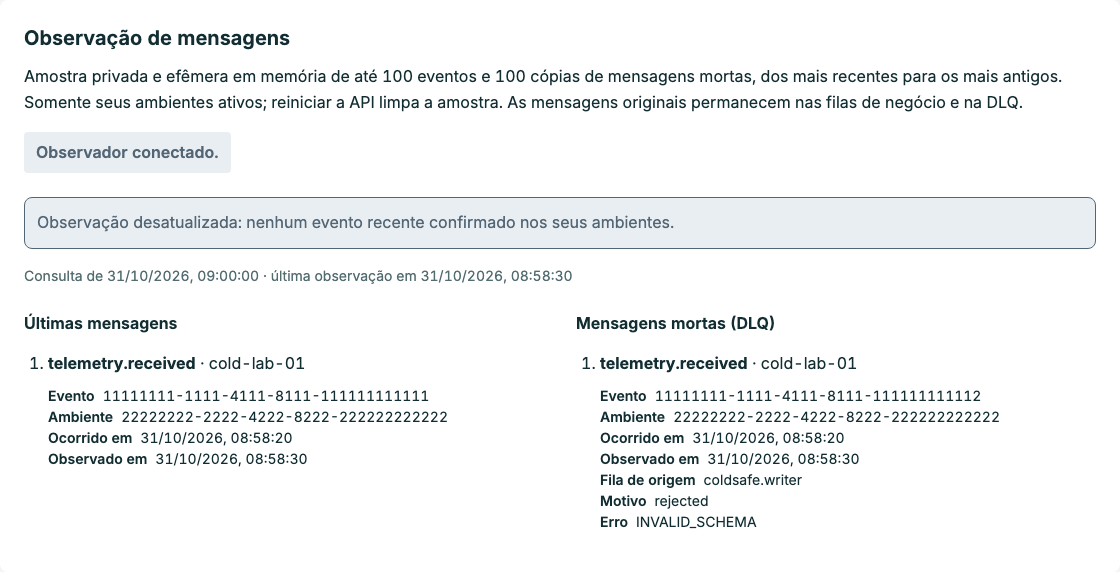 Observação de mensagens
Amostra privada e efêmera em memória de até 100 eventos e 100 cópias de mensagens mortas, dos mais recentes para os mais antigos.
Somente seus ambientes ativos; reiniciar a API limpa a amostra. As mensagens originais permanecem nas filas de negócio e na DLQ.
Observador conectado.
Observação desatualizada: nenhum evento recente confirmado nos seus ambientes.
Consulta de 31/10/2026, 09:00:00 · última observação em 31/10/2026, 08:58:30
Últimas mensagens
1. telemetry.received · cold-lab-01
Evento 11111111-1111-4111-8111-111111111111
Ambiente 22222222-2222-4222-8222-222222222222
Ocorrido em 31/10/2026, 08:58:20
Observado em 31/10/2026, 08:58:30
Mensagens mortas (DLQ)
1. telemetry.received · cold-lab-01
Evento 11111111-1111-4111-8111-111111111112
Ambiente 22222222-2222-4222-8222-222222222222
Ocorrido em 31/10/2026, 08:58:20
Observado em 31/10/2026, 08:58:30
Fila de origem coldsafe.writer
Motivo rejected
Erro INVALID_SCHEMA